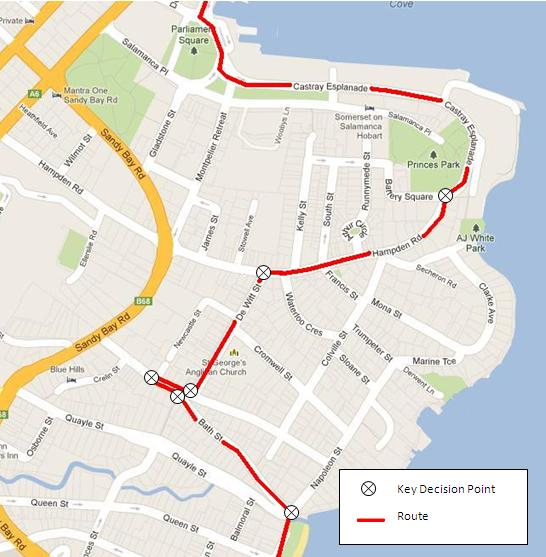 Cove
Private
Parliament
Square
Salamanca Pl
Castray Esplanade
Castray Esplanade
Mantra One
Sandy Bay Rd
A6
Heathfield Ave
Wilmot St
Gladstone St
Montpelier Retreat
Woobys Ln
Somerset on
Salamanca
Hobart
Salamanca Pl
Princes Park
Sandy Bay Rd
Hampden Rd
Runnymede St
Battery Square
Kelly St
South St
James St
Stowell Ave
Ellerslie Rd
Hampden Rd
AJ White
Park
Secheron Rd
Clarke Ave
Francis St
Mona St
B68
De Witt St
Waterloo Cres
Newcastle St
Trumpeter St
Colville St
Sandy Bay Rd
St George's
Anglican Church
Cromwell St
Sloane St
Marine Tce
Derwent Ln
Blue Hills
Crelin St
Quayle St
Bath St
Osborne St
Quayle St
Napoleon St
Queen St
Balmoral St
Queen St
Key Decision Point
Route